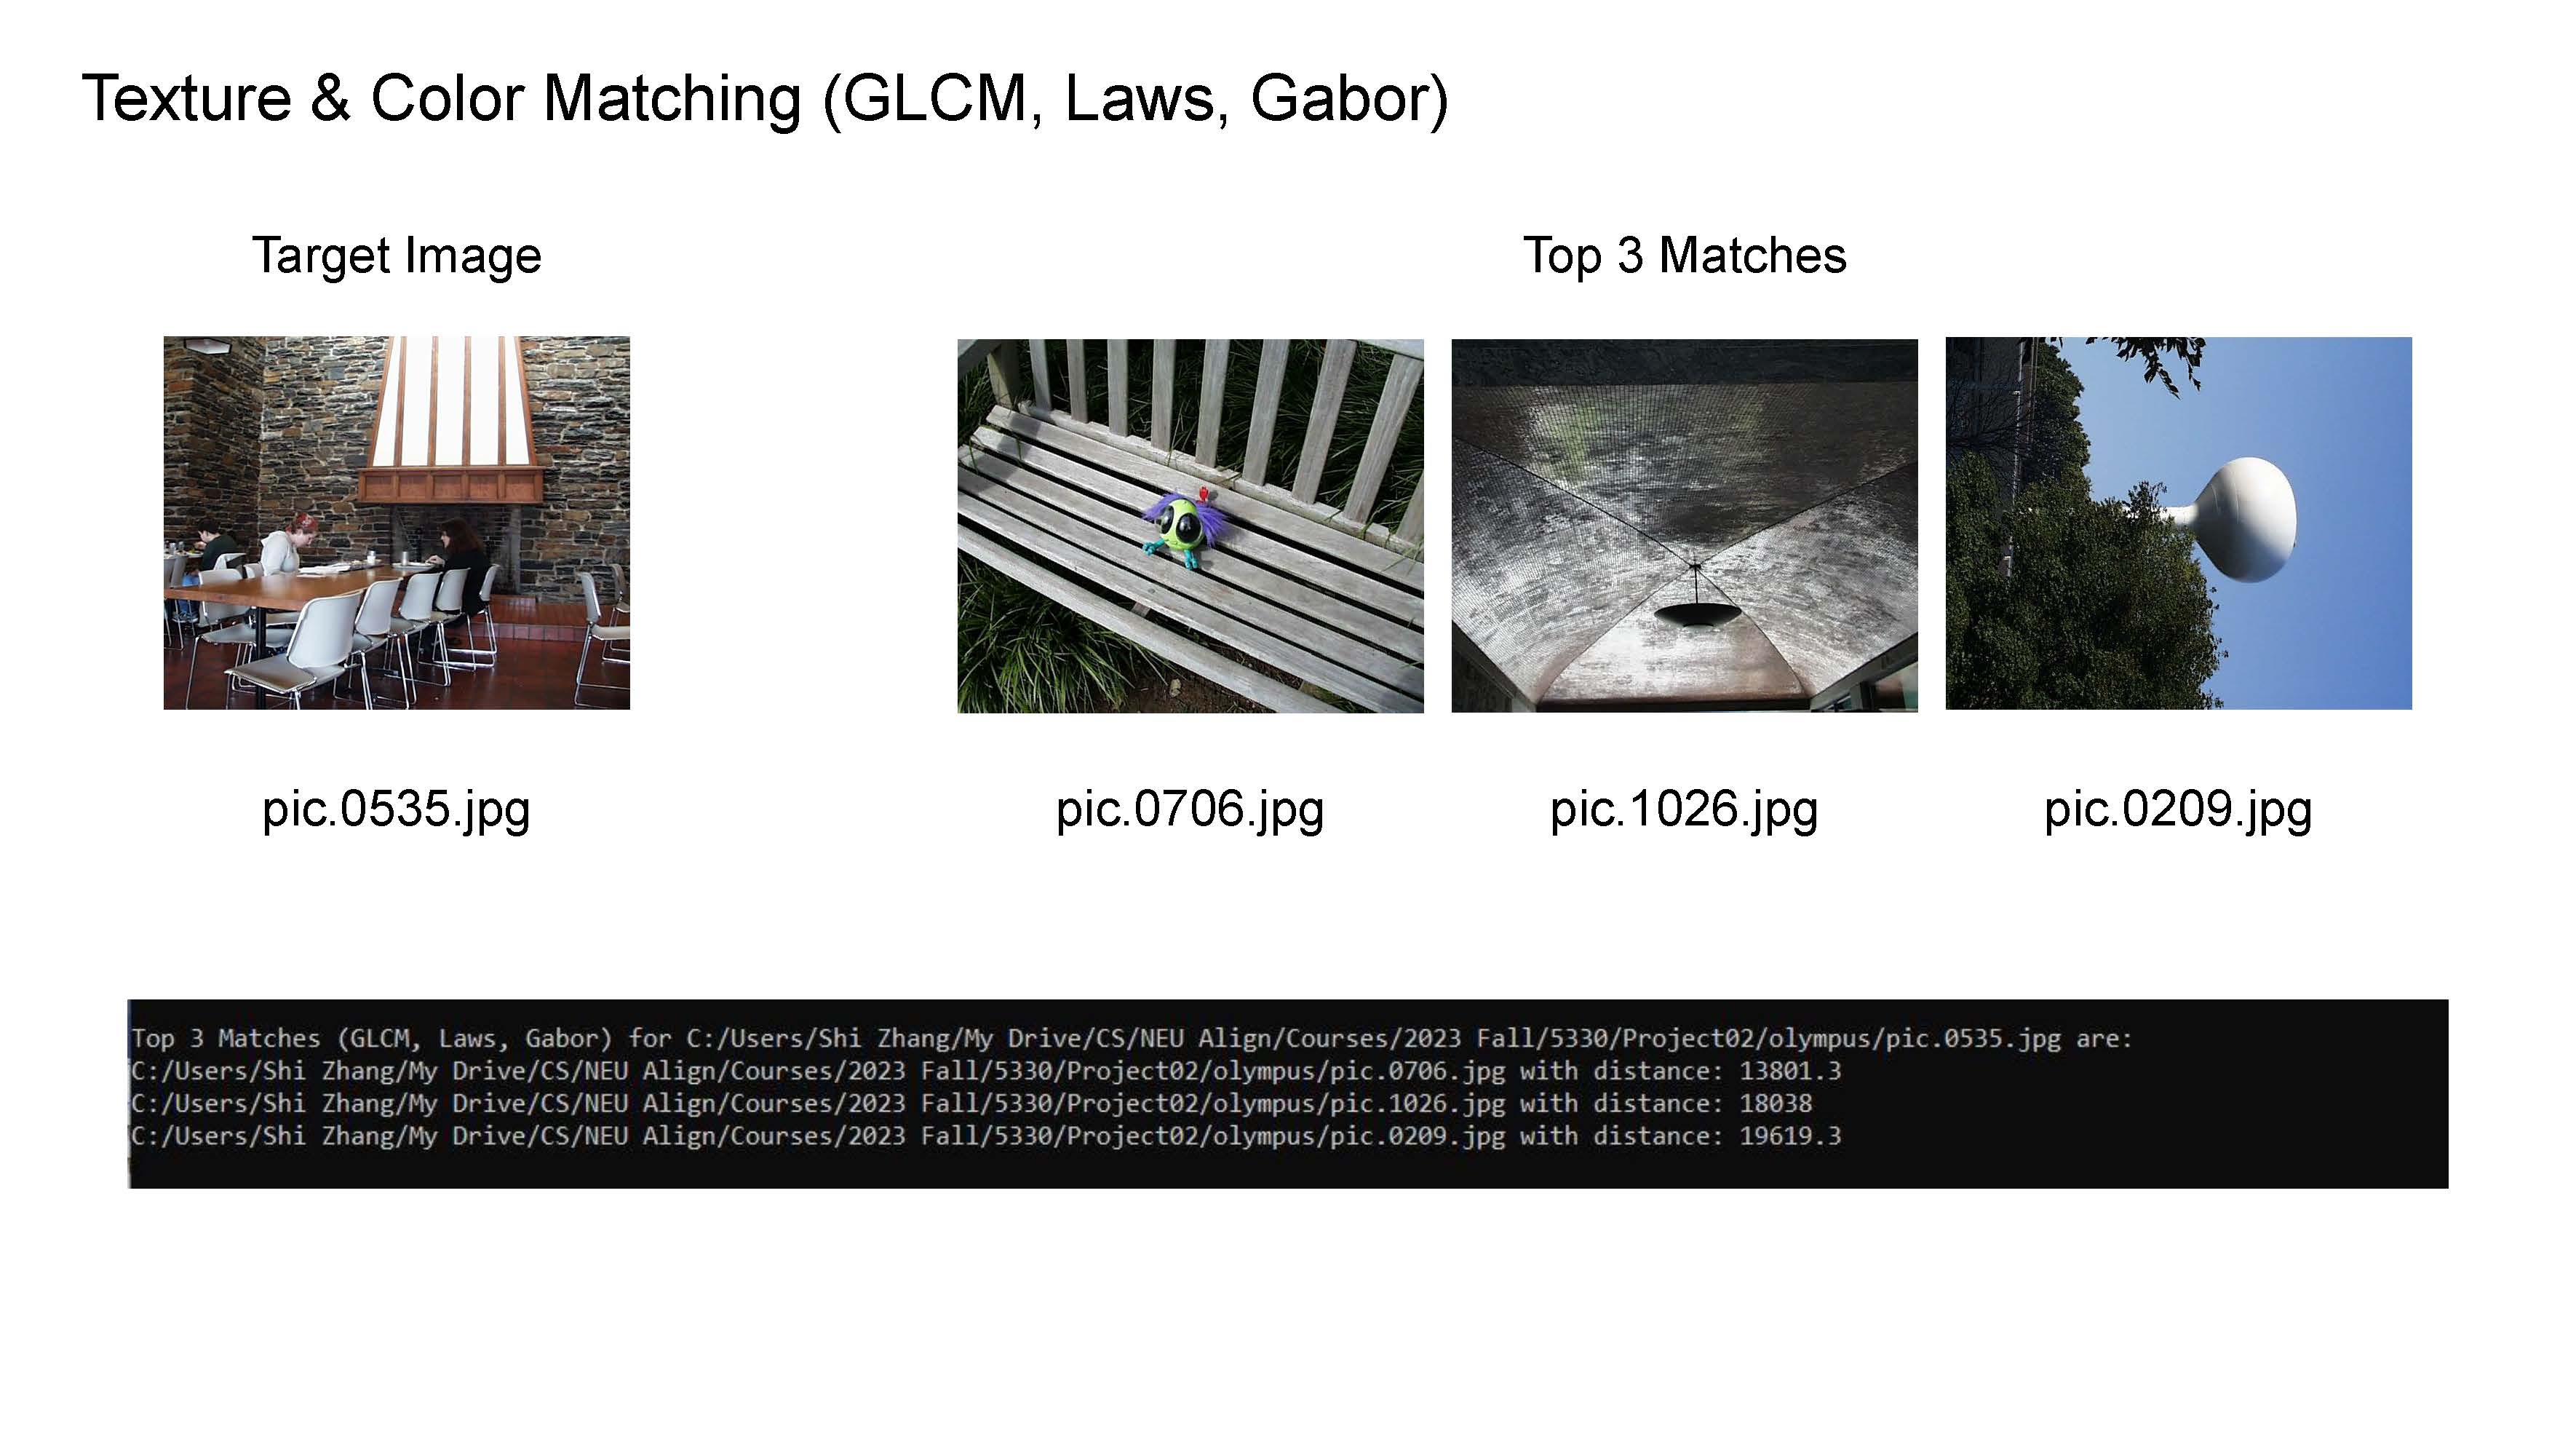 Texture & Color Matching (GLCM, Laws, Gabor)
Target Image
Top 3 Matches
pic.0535.jpg
pic.0706.jpg
pic.1026.jpg
pic.0209.jpg
Top 3 Matches (GLCM, Laws, Gabor) for C:/Users/Shi Zhang/My Drive/CS/NEU Align/Courses/2023 Fall/5330/Project02/olympus/pic.0535.jpg are:
C:/Users/Shi Zhang/My Drive/CS/NEU Align/Courses/2023 Fall/5330/Project02/olympus/pic.0706.jpg with distance: 13801.3
C:/Users/Shi Zhang/My Drive/CS/NEU Align/Courses/2023 Fall/5330/Project02/olympus/pic.1026.jpg with distance: 18038
C:/Users/Shi Zhang/My Drive/CS/NEU Align/Courses/2023 Fall/5330/Project02/olympus/pic.0209.jpg with distance: 19619.3